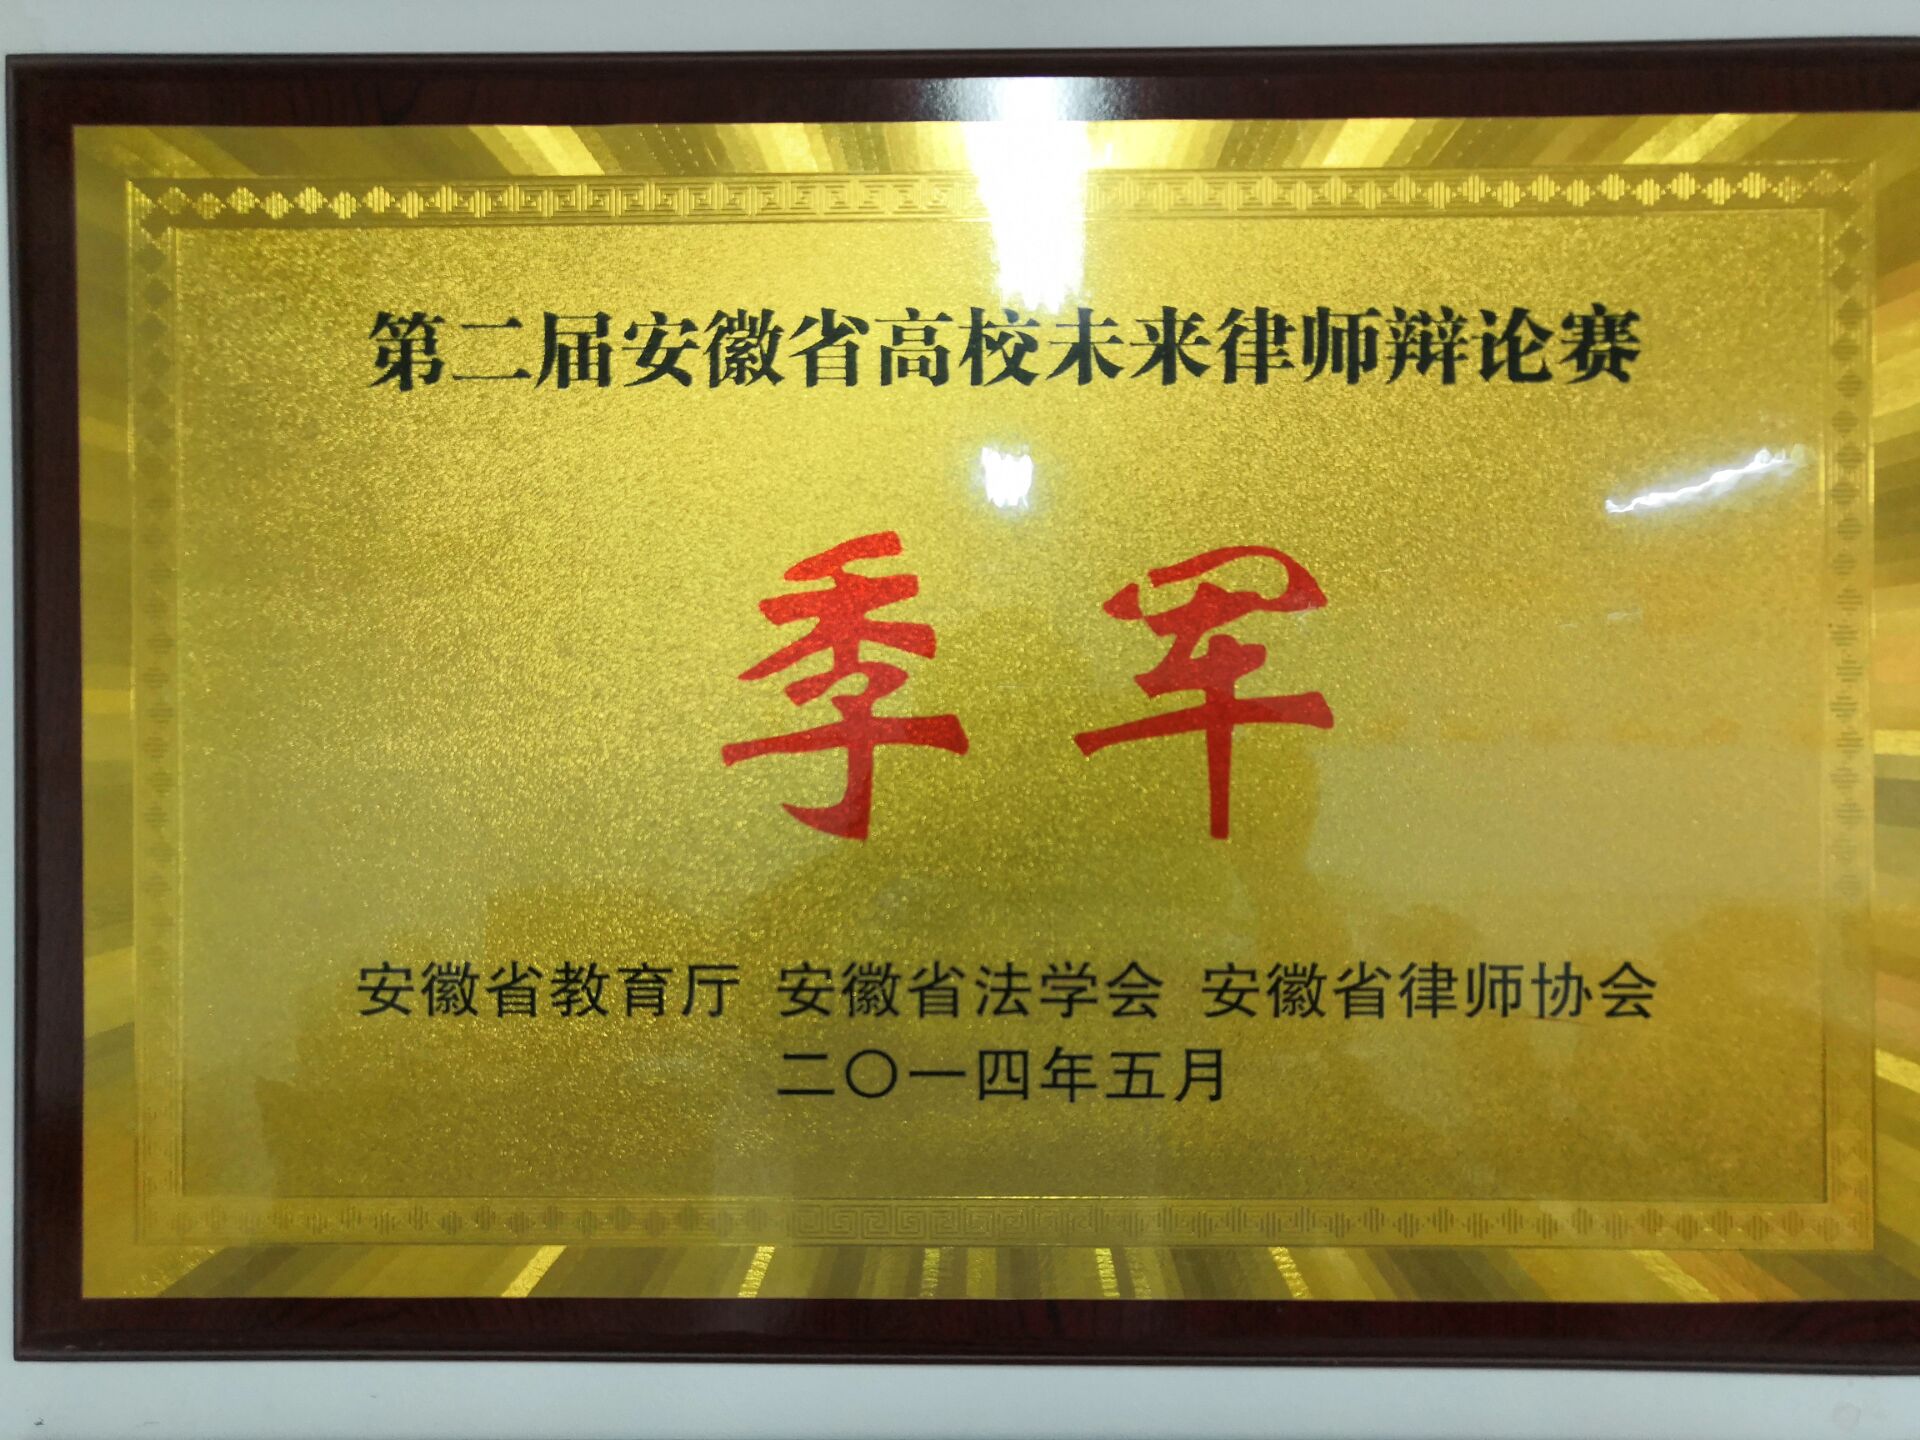 第二届安徽省高校未来律师辩论赛
季军
安徽省教育厅 安徽省法学会 安徽省律师协会
二〇一四年五月